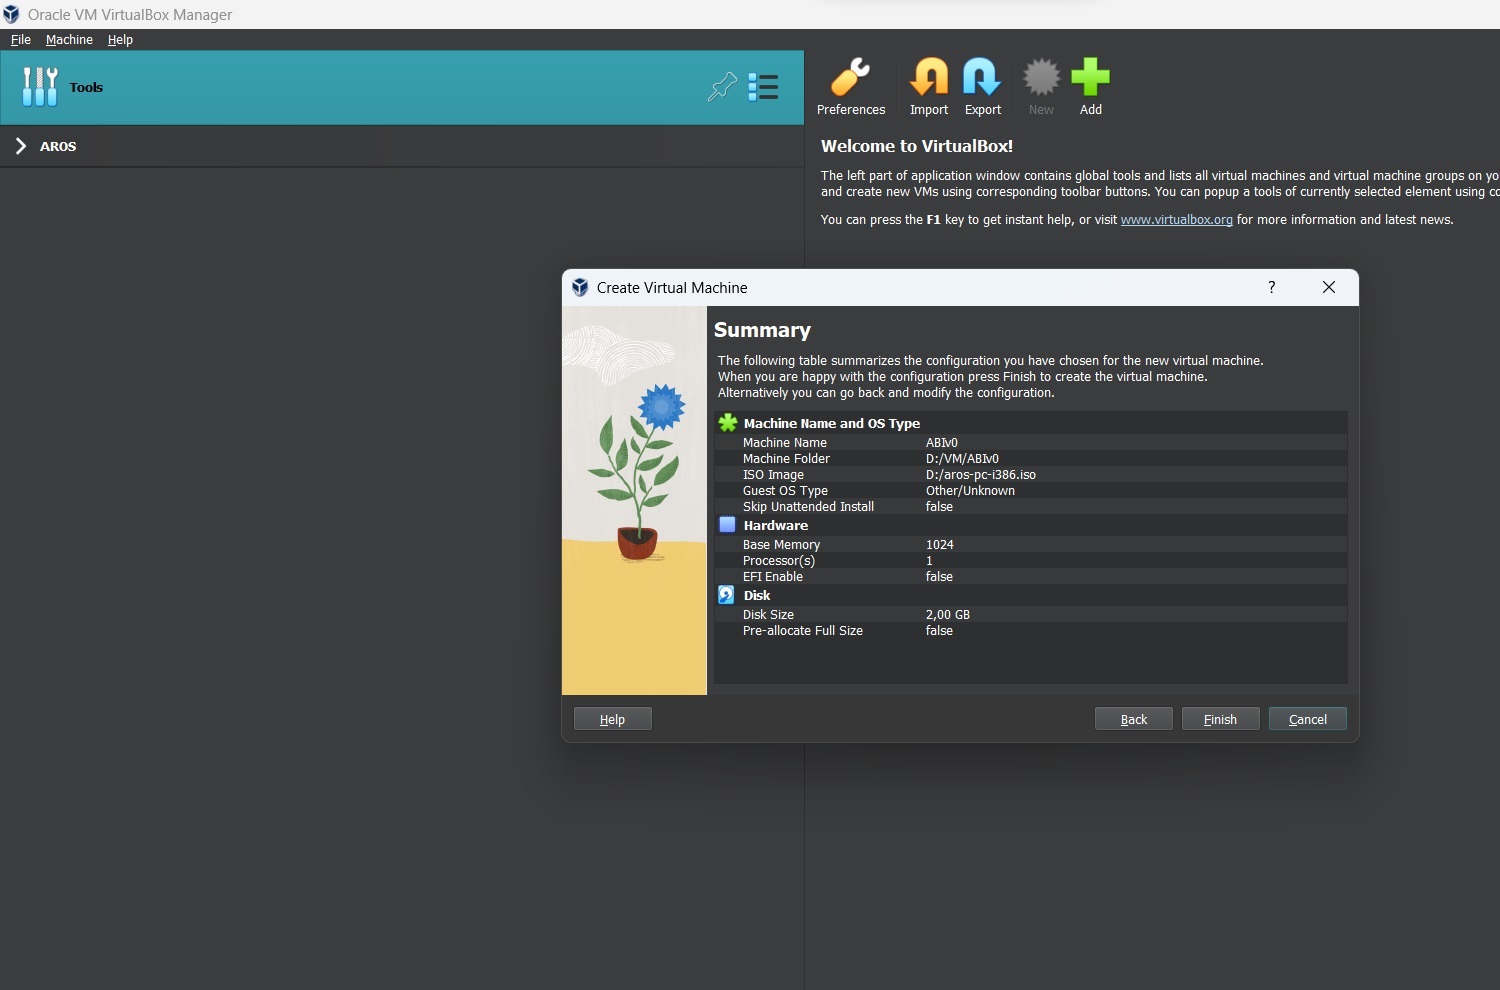 Oracle VM VirtualBox Manager
File Machine Help
Tools
AROS
Preferences Import Export New Add
Welcome to VirtualBox!
The left part of application window contains global tools and lists all virtual machines and virtual machine groups on yo
and create new VMs using corresponding toolbar buttons. You can popup a tools of currently selected element using co
You can press the F1 key to get instant help, or visit www.virtualbox.org for more information and latest news.
Create Virtual Machine ?
Summary
The following table summarizes the configuration you have chosen for the new virtual machine.
When you are happy with the configuration press Finish to create the virtual machine.
Alternatively you can go back and modify the configuration.
Machine Name and OS Type
Machine Name ABIv0
Machine Folder D:/VM/ABIv0
ISO Image D:/aros-pc-i386.iso
Guest OS Type Other/Unknown
Skip Unattended Install false
Hardware
Base Memory 1024
Processor(s) 1
EFI Enable false
Disk
Disk Size 2,00 GB
Pre-allocate Full Size false
Help Back Finish Cancel